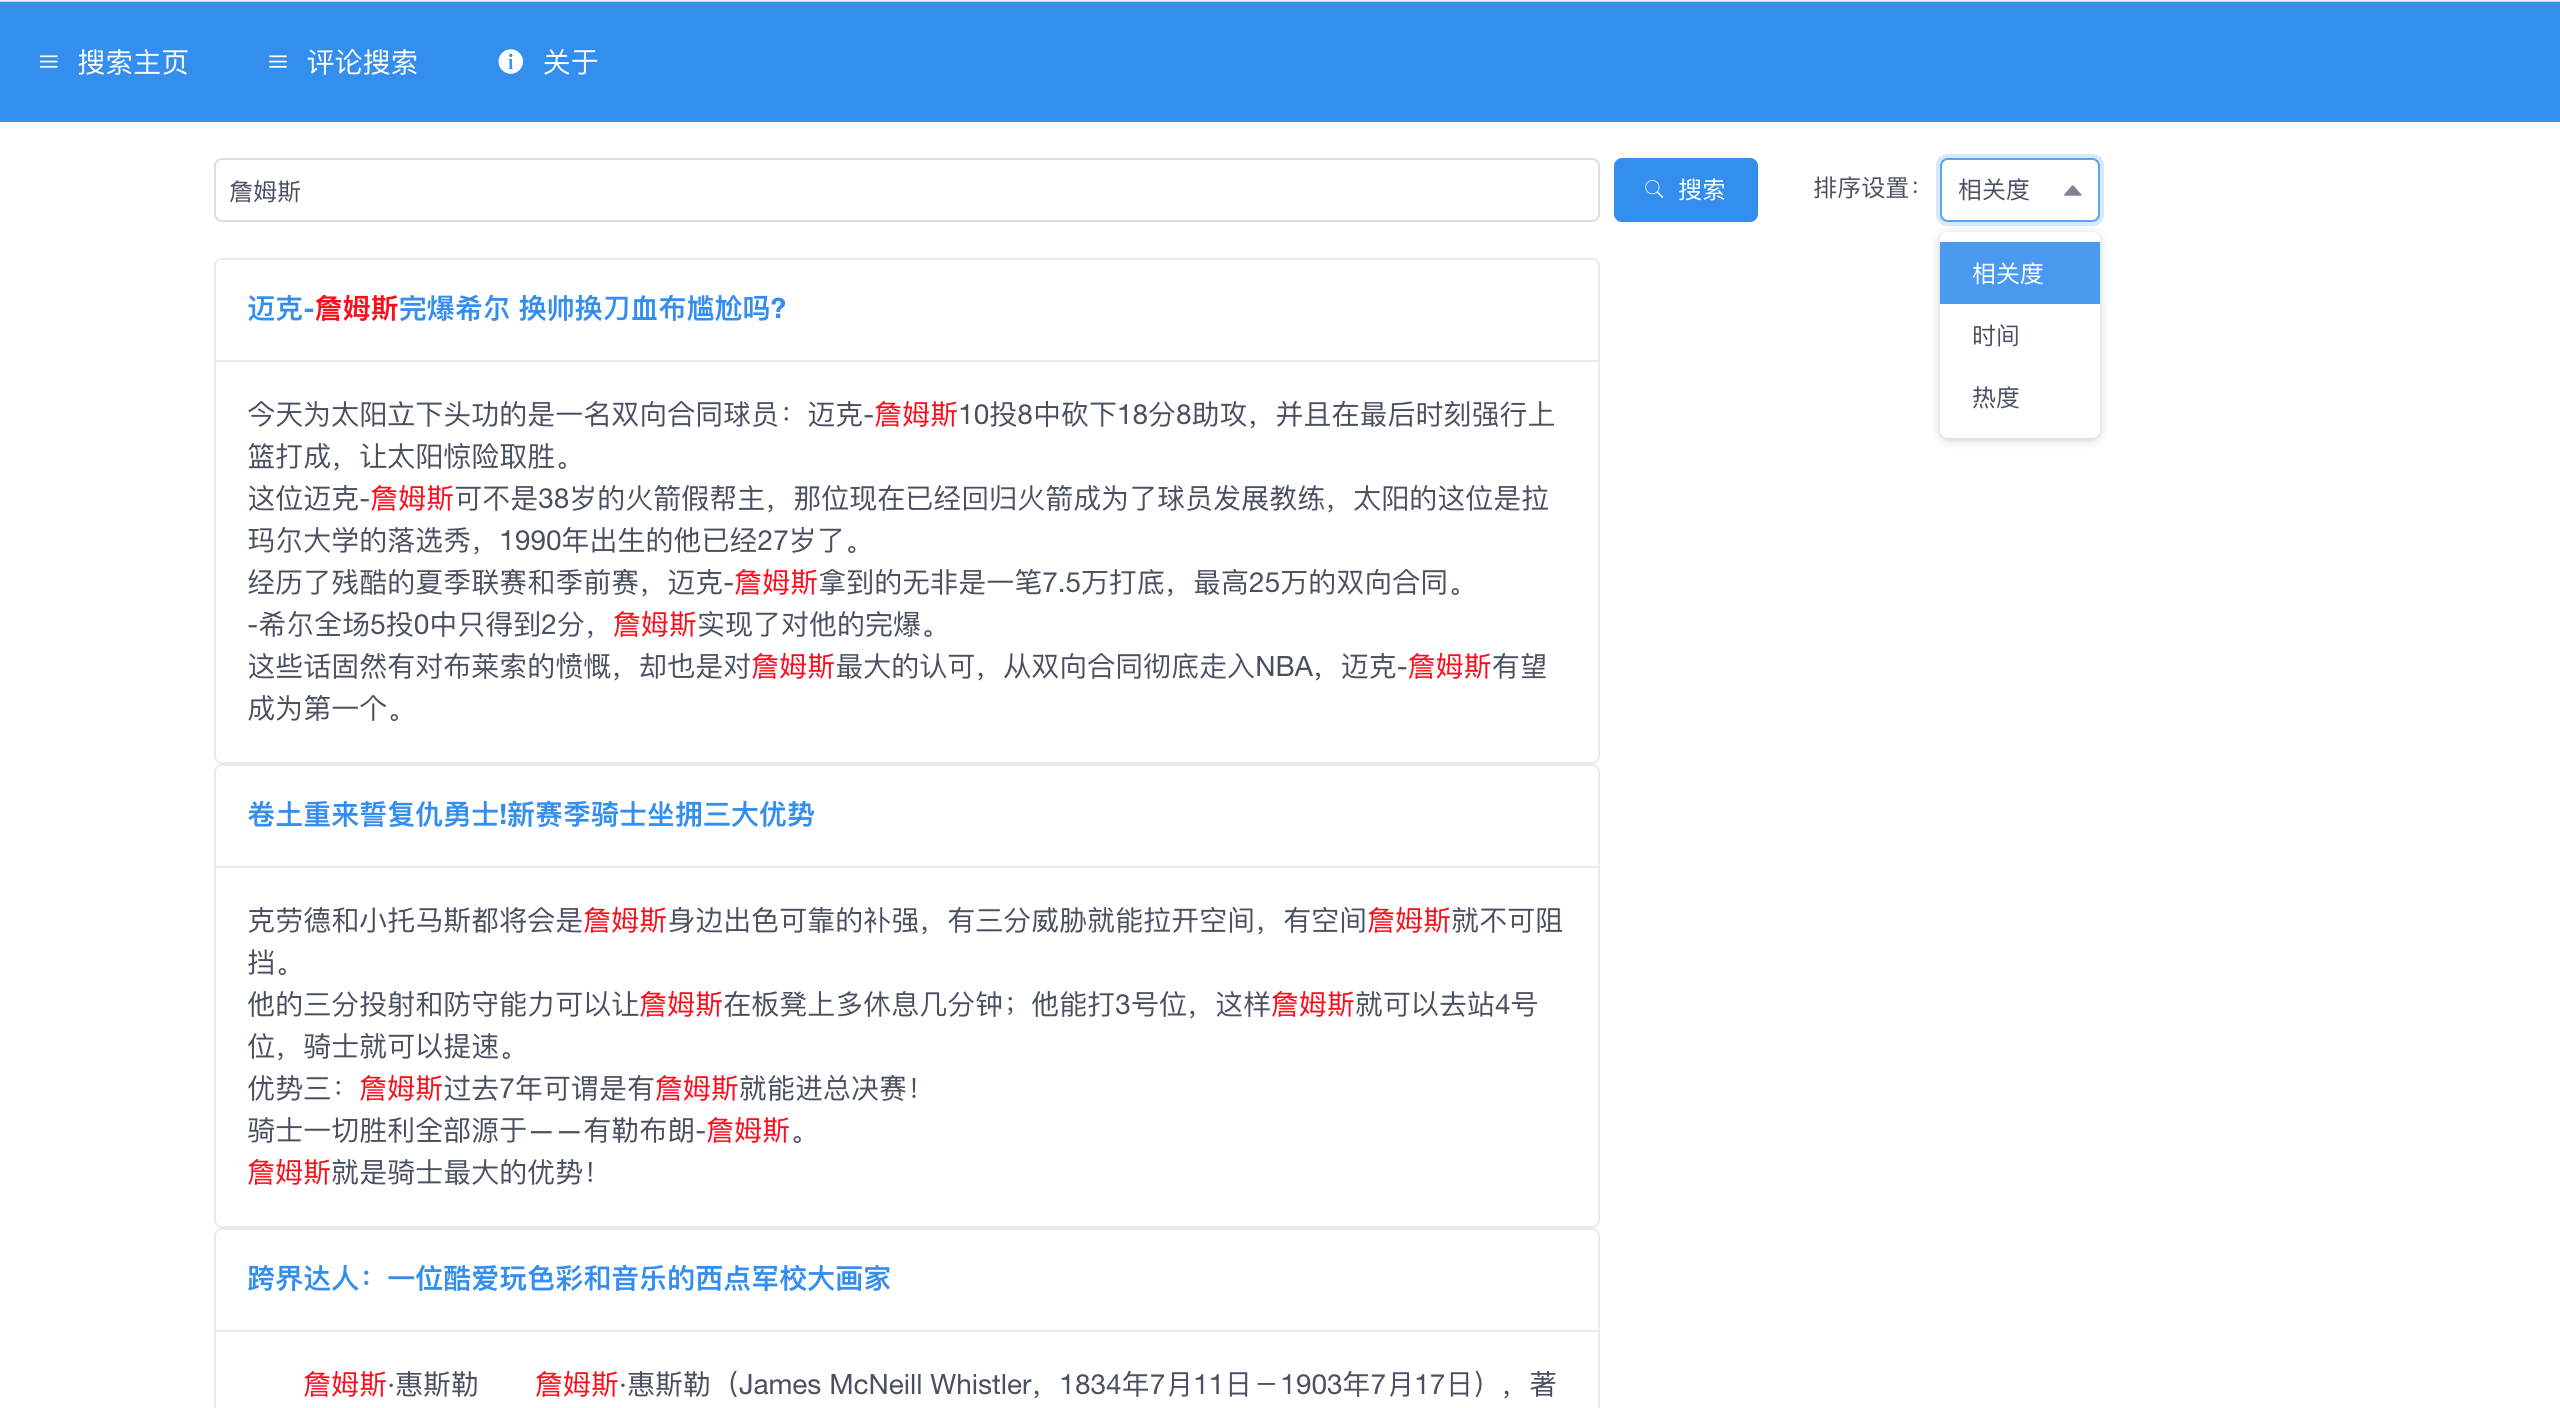 搜索主页 评论搜索 关于
詹姆斯 搜索 排序设置： 相关度
相关度
时间
热度
迈克-詹姆斯完爆希尔 换帅换刀血布尴尬吗?
今天为太阳立下头功的是一名双向合同球员：迈克-詹姆斯10投8中砍下18分8助攻，并且在最后时刻强行上
篮打成，让太阳惊险取胜。
这位迈克-詹姆斯可不是38岁的火箭假帮主，那位现在已经回归火箭成为了球员发展教练，太阳的这位是拉
玛尔大学的落选秀，1990年出生的他已经27岁了。
经历了残酷的夏季联赛和季前赛，迈克-詹姆斯拿到的无非是一笔7.5万打底，最高25万的双向合同。
-希尔全场5投0中只得到2分，詹姆斯实现了对他的完爆。
这些话固然有对布莱索的愤慨，却也是对詹姆斯最大的认可，从双向合同彻底走入NBA，迈克-詹姆斯有望
成为第一个。
卷土重来誓复仇勇士!新赛季骑士坐拥三大优势
克劳德和小托马斯都将会是詹姆斯身边出色可靠的补强，有三分威胁就能拉开空间，有空间詹姆斯就不可阻
挡。
他的三分投射和防守能力可以让詹姆斯在板凳上多休息几分钟；他能打3号位，这样詹姆斯就可以去站4号
位，骑士就可以提速。
优势三：詹姆斯过去7年可谓是有詹姆斯就能进总决赛！
骑士一切胜利全部源于——有勒布朗-詹姆斯。
詹姆斯就是骑士最大的优势！
跨界达人：一位酷爱玩色彩和音乐的西点军校大画家
詹姆斯·惠斯勒 詹姆斯·惠斯勒（James McNeill Whistler，1834年7月11日－1903年7月17日），著